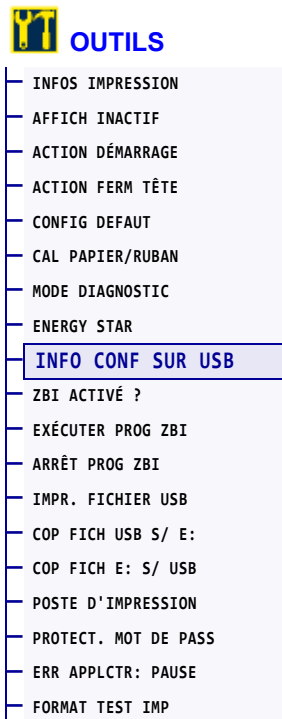 OUTILS
INFOS IMPRESSION
AFFICH INACTIF
ACTION DÉMARRAGE
ACTION FERM TÊTE
CONFIG DEFAUT
CAL PAPIER/RUBAN
MODE DIAGNOSTIC
ENERGY STAR
INFO CONF SUR USB
ZBI ACTIVÉ ?
EXÉCUTER PROG ZBI
ARRÊT PROG ZBI
IMPR. FICHIER USB
COP FICH USB S/ E:
COP FICH E: S/ USB
POSTE D'IMPRESSION
PROTECT. MOT DE PASS
ERR APPLCTR: PAUSE
FORMAT TEST IMP